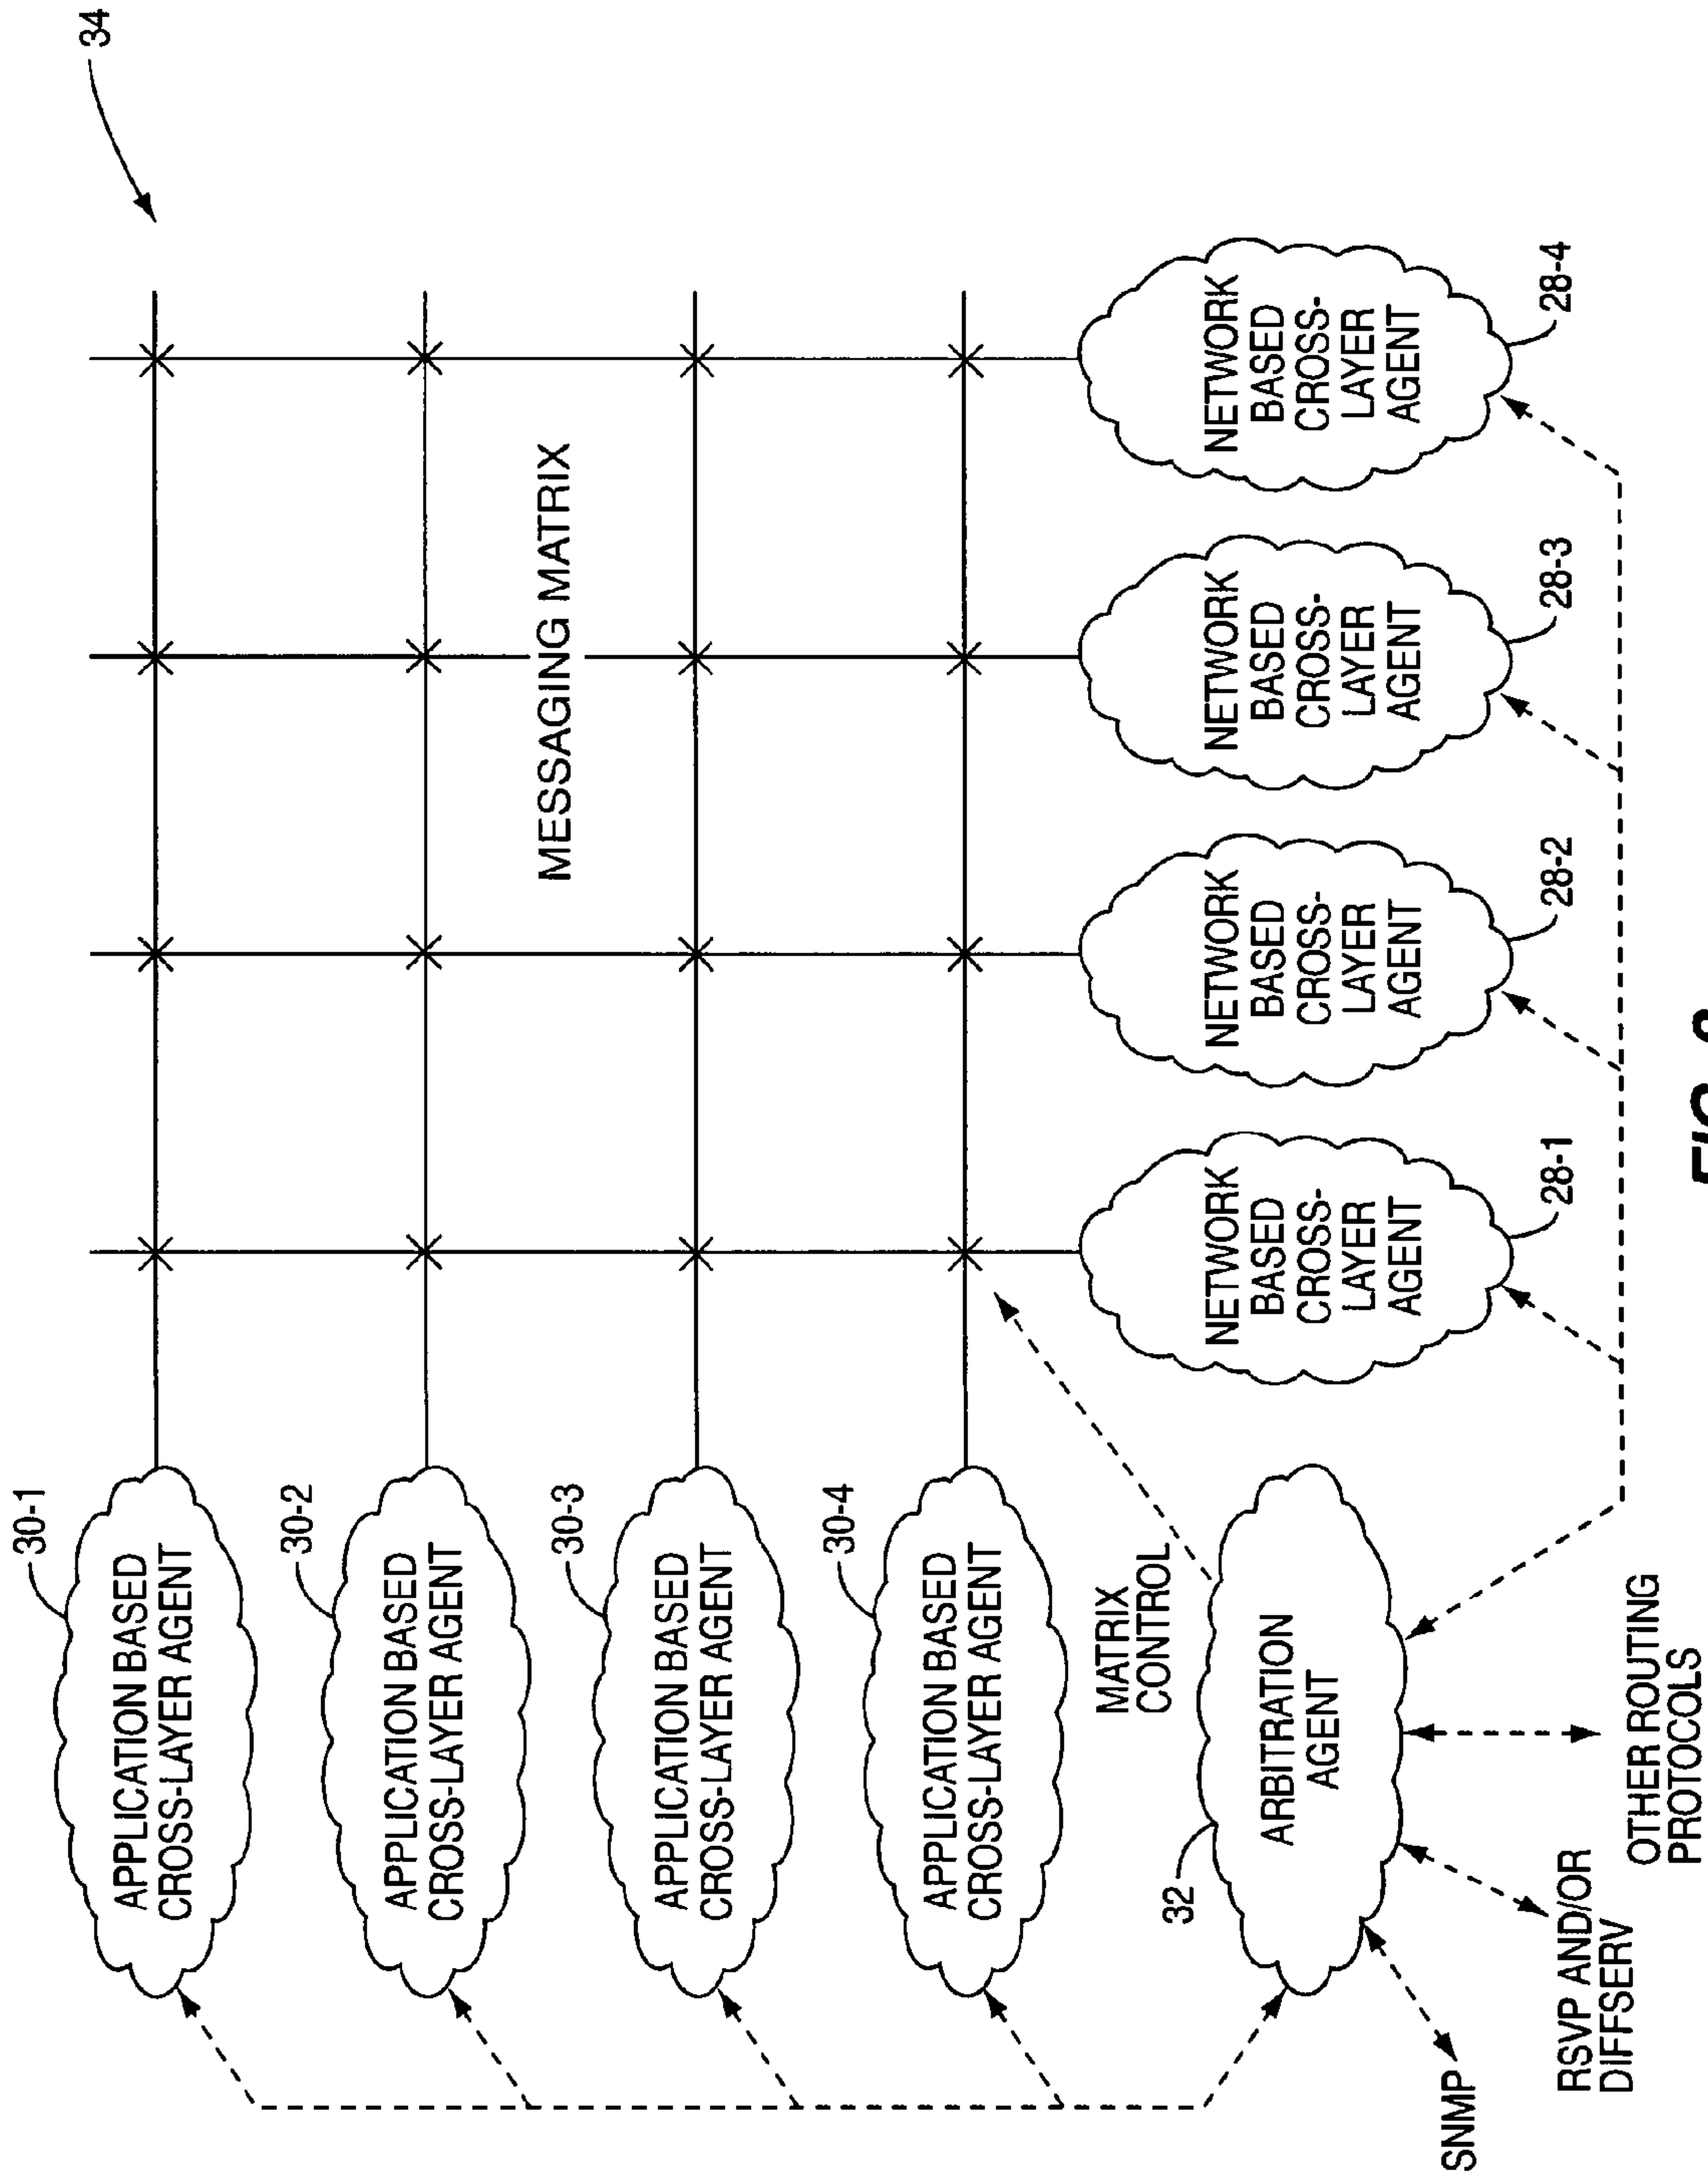 34
30-1
APPLICATION BASED
CROSS-LAYER AGENT
30-2
APPLICATION BASED
CROSS-LAYER AGENT
MESSAGING MATRIX
30-3
APPLICATION BASED
CROSS-LAYER AGENT
30-4
APPLICATION BASED
CROSS-LAYER AGENT
MATRIX
CONTROL
32
ARBITRATION
AGENT
NETWORK
BASED
CROSS-
LAYER
AGENT
28-1
NETWORK
BASED
CROSS-
LAYER
AGENT
28-2
NETWORK
BASED
CROSS-
LAYER
AGENT
28-3
NETWORK
BASED
CROSS-
LAYER
AGENT
28-4
SNMP
RSVP AND/OR
DIFFSERV
OTHER ROUTING
PROTOCOLS
FIG.